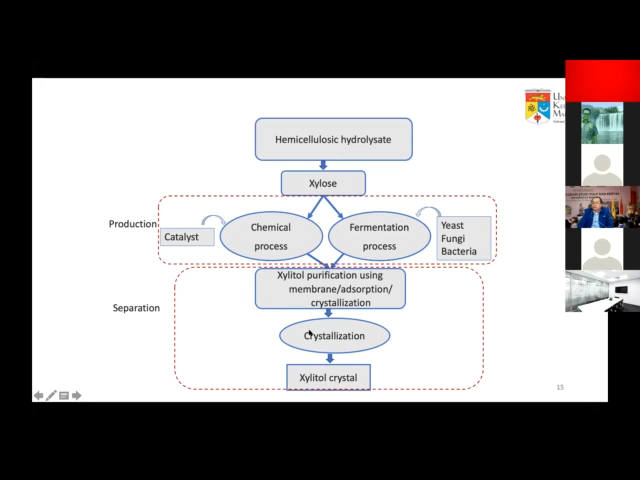 Hemicellulosic hydrolysate
Xylose
Production
Catalyst
Chemical
process
Fermentation
process
Yeast
Fungi
Bacteria
Separation
Xylitol purification using
membrane/adsorption/
crystallization
Crystallization
Xylitol crystal
15